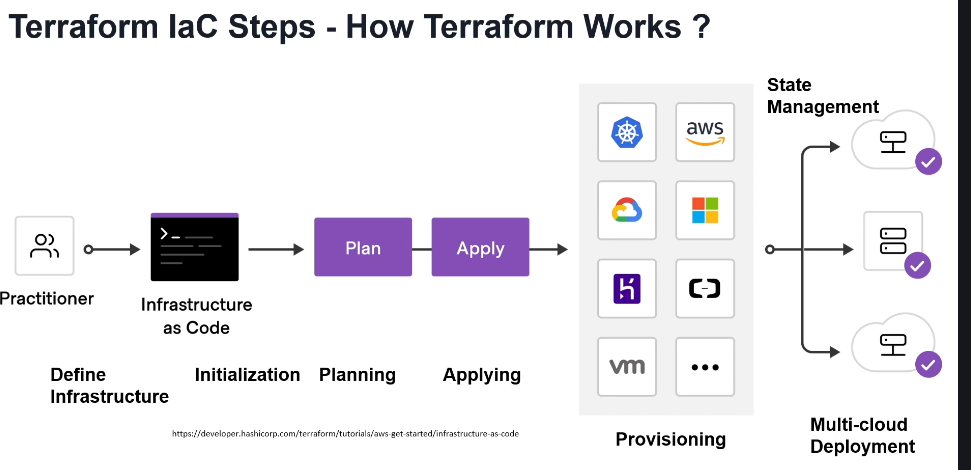 Terraform IaC Steps - How Terraform Works ?
State
Management
aws
Plan
Apply
Practitioner
Infrastructure
as Code
vm
Define
Infrastructure
Initialization
Planning
Applying
https://developer.hashicorp.com/terraform/tutorials/aws-get-started/infrastructure-as-code
Provisioning
Multi-cloud
Deployment